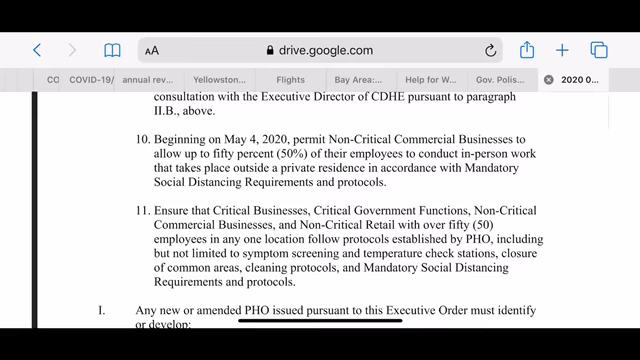 AA
drive.google.com
CC
COVID-19/
annual rev...
Yellowston...
Flights
Bay Area:...
Help for W...
Gov. Polis...
2020 0...
consultation with the Executive Director of CDHE pursuant to paragraph
II.B., above.
10. Beginning on May 4, 2020, permit Non-Critical Commercial Businesses to
allow up to fifty percent (50%) of their employees to conduct in-person work
that takes place outside a private residence in accordance with Mandatory
Social Distancing Requirements and protocols.
11. Ensure that Critical Businesses, Critical Government Functions, Non-Critical
Commercial Businesses, and Non-Critical Retail with over fifty (50)
employees in any one location follow protocols established by PHO, including
but not limited to symptom screening and temperature check stations, closure
of common areas, cleaning protocols, and Mandatory Social Distancing
Requirements and protocols.
I. Any new or amended PHO issued pursuant to this Executive Order must identify
or develop: